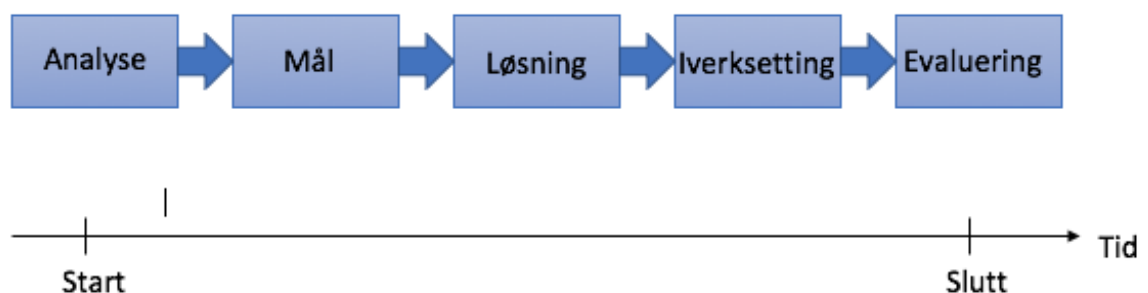 Analyse
Mål
Løsning
Iverksetting
Evaluering
Tid
Start
Slutt